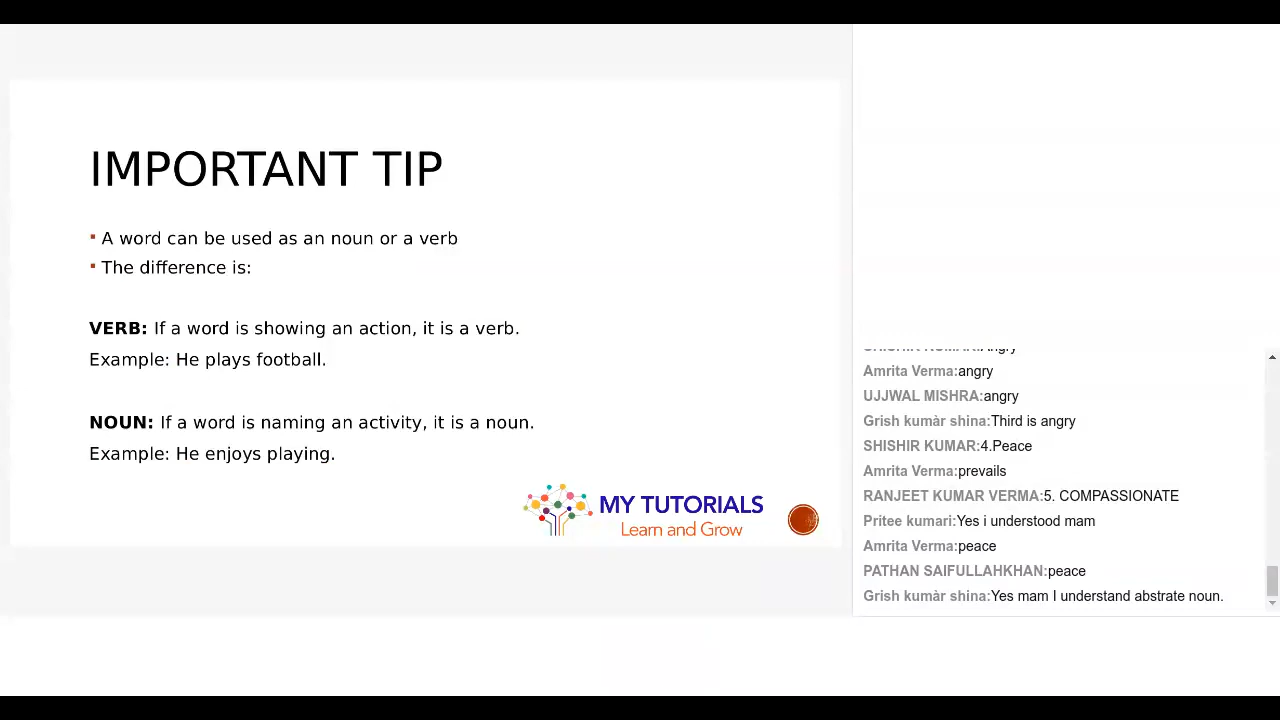 IMPORTANT TIP
▪ A word can be used as an noun or a verb
▪ The difference is:
VERB: If a word is showing an action, it is a verb.
Example: He plays football.
NOUN: If a word is naming an activity, it is a noun.
Example: He enjoys playing.
MY TUTORIALS
Learn and Grow
SHISHIR KUMAR:Angry
Amrita Verma:angry
UJJWAL MISHRA:angry
Grish kumàr shina:Third is angry
SHISHIR KUMAR:4.Peace
Amrita Verma:prevails
RANJEET KUMAR VERMA:5. COMPASSIONATE
Pritee kumari:Yes i understood mam
Amrita Verma:peace
PATHAN SAIFULLAHKHAN:peace
Grish kumàr shina:Yes mam I understand abstrate noun.